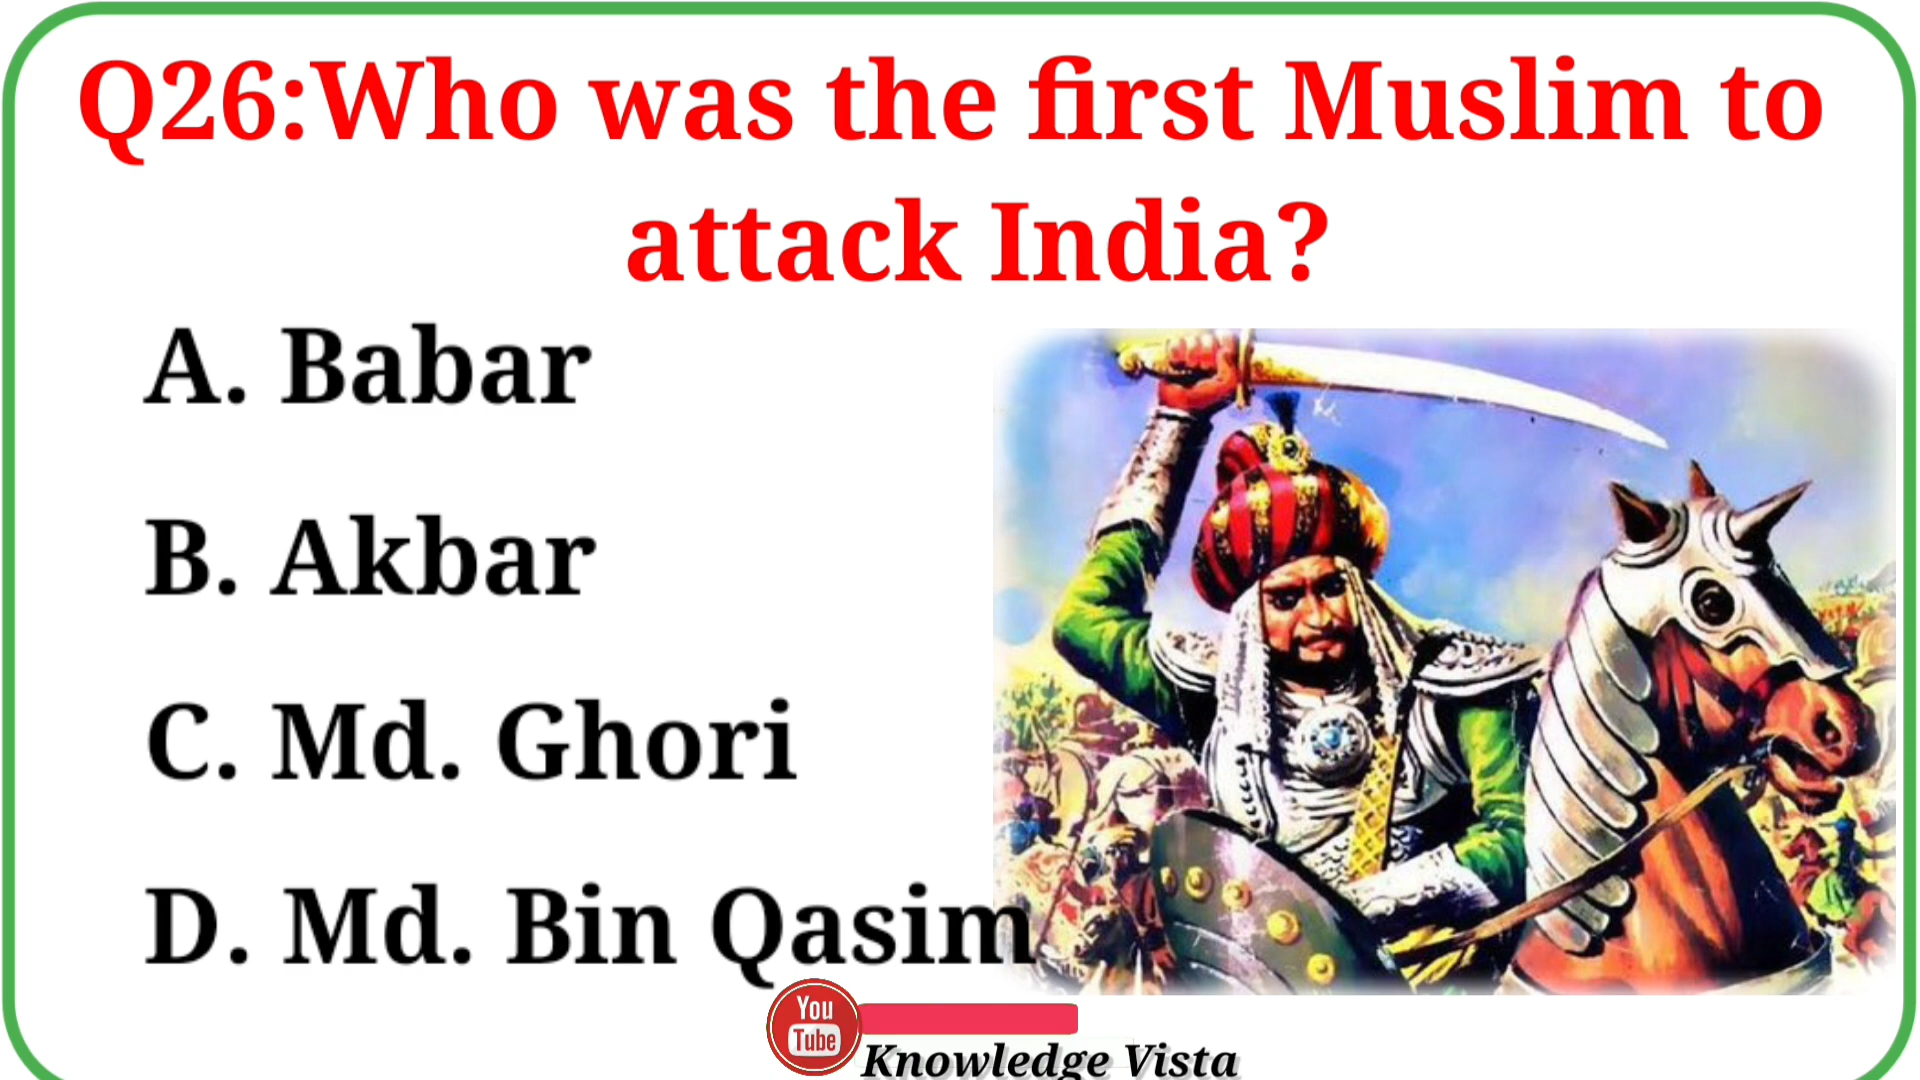 Q26:Who was the first Muslim to
attack India?
A. Babar
B. Akbar
C. Md. Ghori
D. Md. Bin Qasim
You
Tube
Knowledge Vista